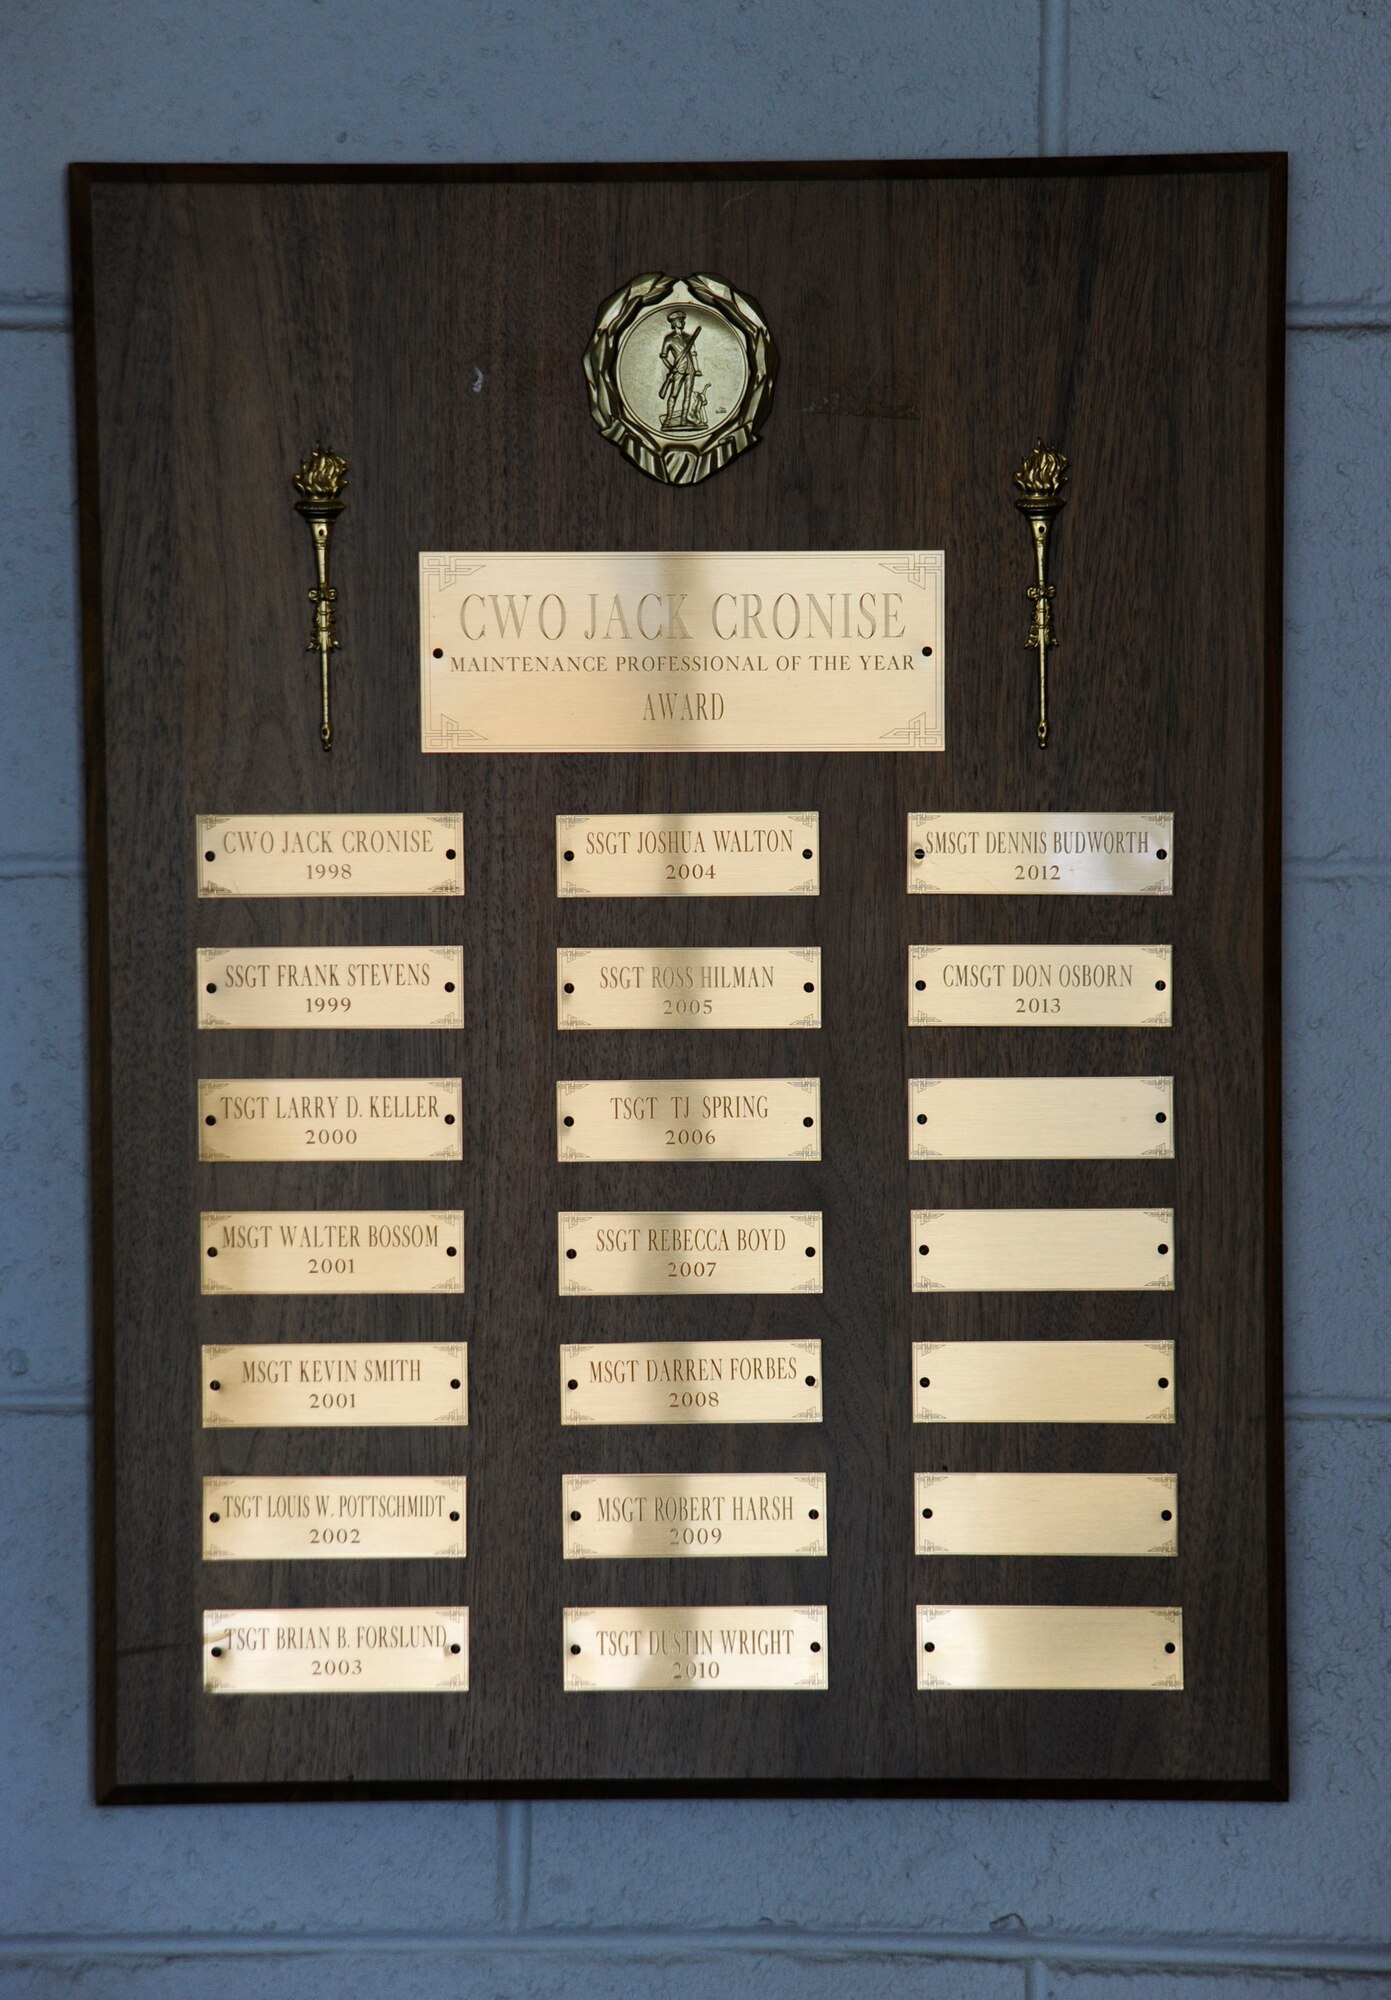 CWO JACK CRONISE
MAINTENANCE PROFESSIONAL OF THE YEAR
AWARD
CWO JACK CRONISE
1998
SSGT FRANK STEVENS
1999
TSGT LARRY D. KELLER
2000
MSGT WALTER BOSSOM
2001
MSGT KEVIN SMITH
2001
TSGT LOUIS W. POTTSCHMIDT
2002
TSGT BRIAN B. FORSLUND
2003
SSGT JOSHUA WALTON
2004
SSGT ROSS HILMAN
2005
TSGT TJ SPRING
2006
SSGT REBECCA BOYD
2007
MSGT DARREN FORBES
2008
MSGT ROBERT HARSH
2009
TSGT DUSTIN WRIGHT
2010
SMSGT DENNIS BUDWORTH
2012
CMSGT DON OSBORN
2013